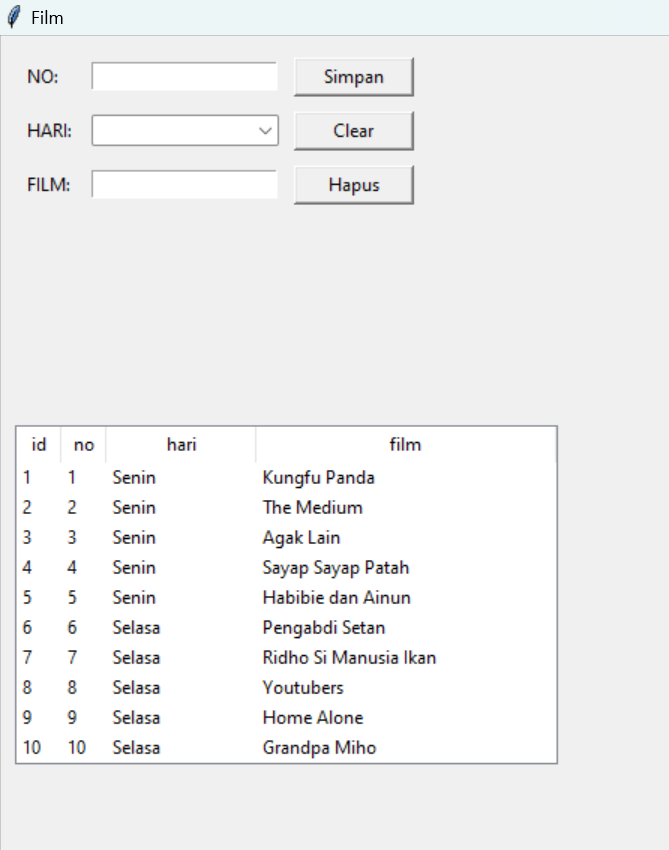 Film
NO: Simpan
HARI: Clear
FILM: Hapus
id no hari film
1 1 Senin Kungfu Panda
2 2 Senin The Medium
3 3 Senin Agak Lain
4 4 Senin Sayap Sayap Patah
5 5 Senin Habibie dan Ainun
6 6 Selasa Pengabdi Setan
7 7 Selasa Ridho Si Manusia Ikan
8 8 Selasa Youtubers
9 9 Selasa Home Alone
10 10 Selasa Grandpa Miho